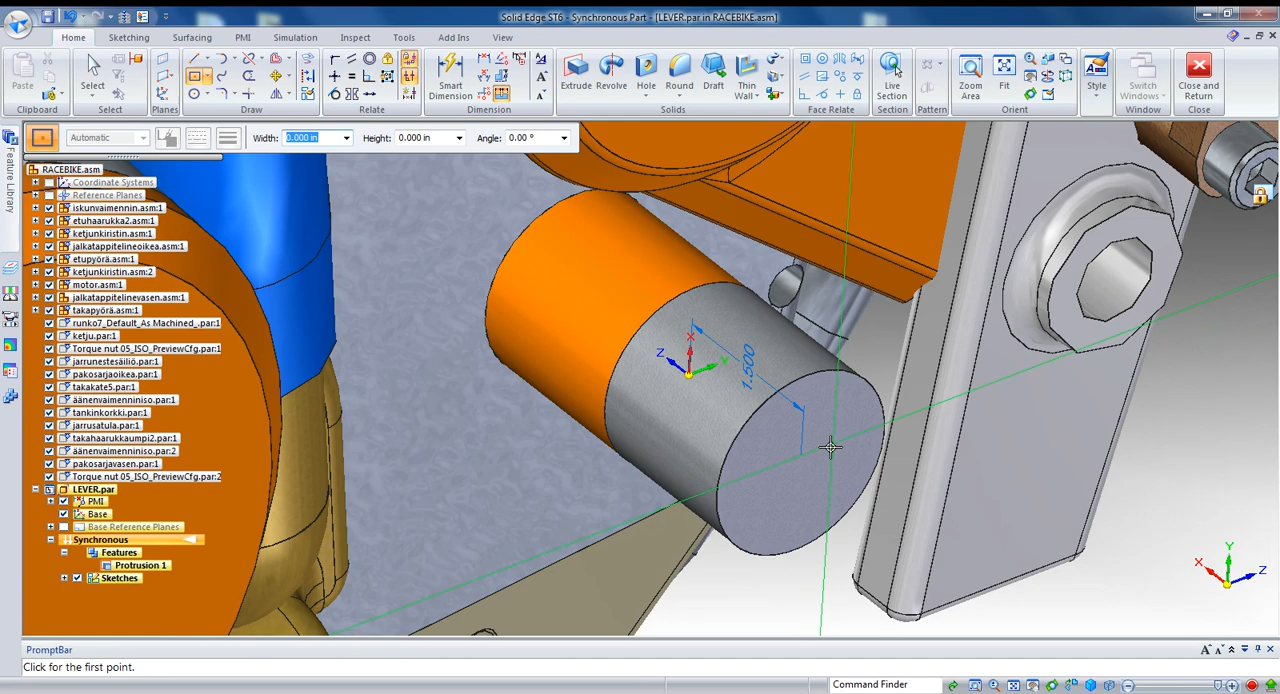 Solid Edge ST6 - Synchronous Part - [LEVER.par in RACEBIKE.asm]
Home Sketching Surfacing PMI Simulation Inspect Tools Add Ins View
Paste Select Smart Dimension Extrude Revolve Hole Round Draft Thin Wall Live Section Zoom Area Fit Style Switch Windows Close and Return
Clipboard Select Planes Draw Relate Dimension Solids Face Relate Section Pattern Orient Style Window Close
Automatic Width: 0.000 in Height: 0.000 in Angle: 0.00 °
Feature Library
RACEBIKE.asm
Coordinate Systems
Reference Planes
iskunvaimennin.asm:1
etuhaarukka2.asm:1
ketjunkiristin.asm:1
jalkatappitelineoikea.asm:1
etupyörä.asm:1
ketjunkiristin.asm:2
motor.asm:1
jalkatappitelinevasen.asm:1
takapyörä.asm:1
runko7_Default_As Machined_.par:1
ketju.par:1
Torque nut 05_ISO_PreviewCfg.par:1
jarrunestesäiliö.par:1
pakosarjaoikea.par:1
takakate5.par:1
äänenvaimenniniso.par:1
tankinkorkki.par:1
jarrusatula.par:1
takahaarukkaumpi2.par:1
äänenvaimenniniso.par:2
pakosarjavasen.par:1
Torque nut 05_ISO_PreviewCfg.par:2
LEVER.par
PMI
Base
Base Reference Planes
Synchronous
Features
Protrusion 1
Sketches
1.500
X
Y
Z
Y
X
Z
PromptBar
Click for the first point.
Command Finder